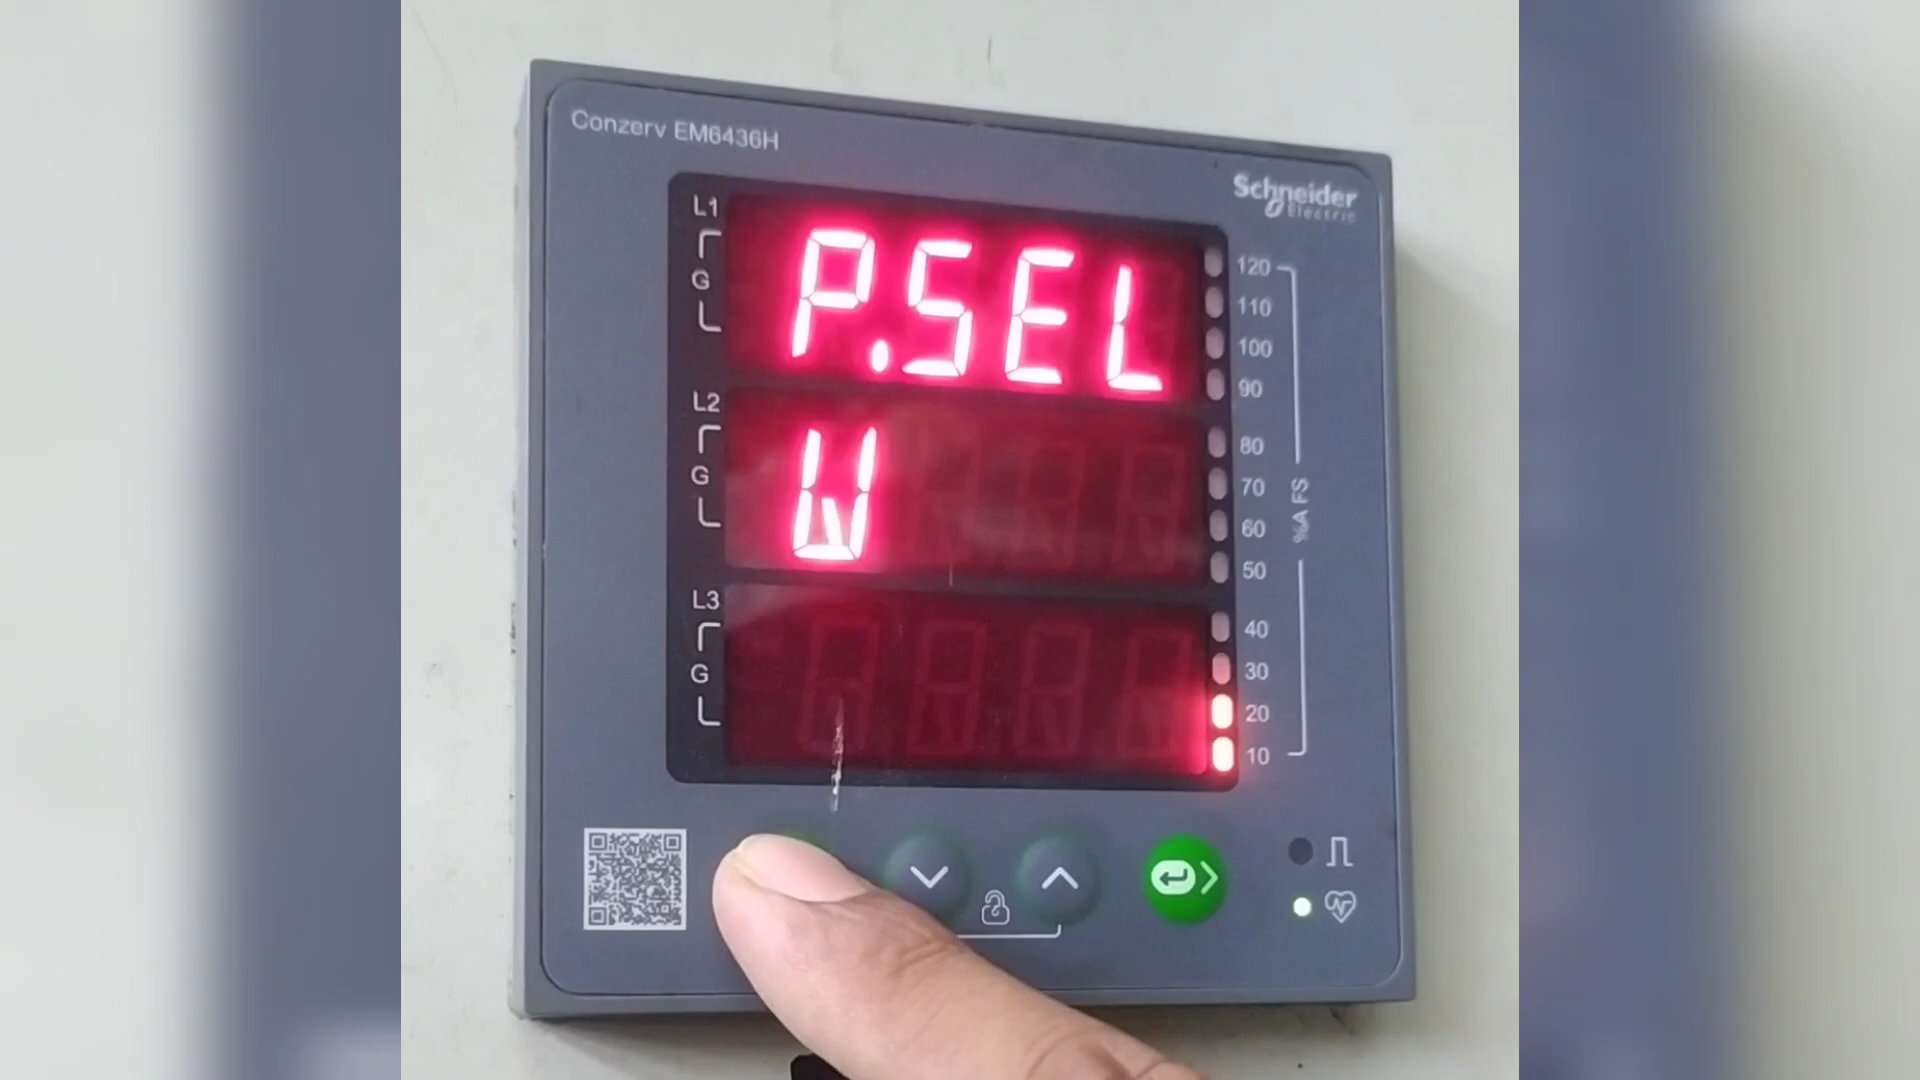 Conzerv EM6436H
Schneider
Electric
L1
G
L2
G
L3
G
P.SEL
W
120
110
100
90
80
70
60
50
40
30
20
10
%A FS